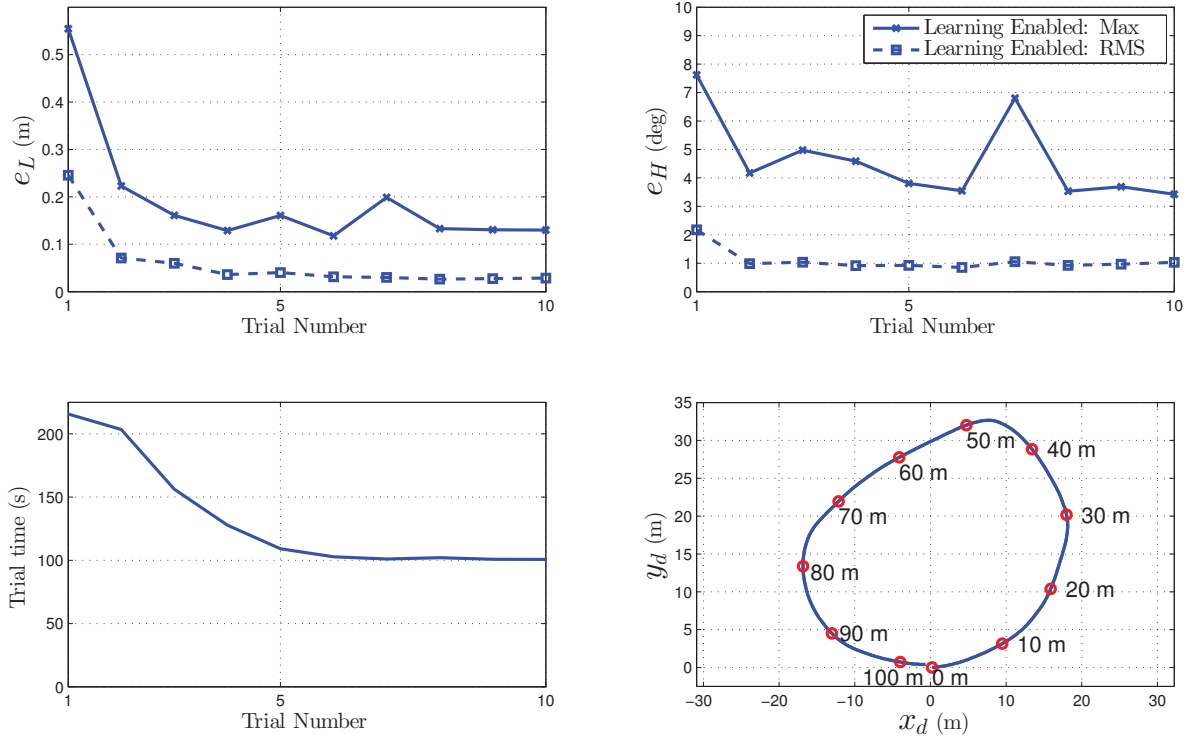 0.5
0.4
0.3
0.2
0.1
0
e_L (m)
1
5
10
Trial Number
10
9
8
7
6
5
4
3
2
1
0
e_H (deg)
Learning Enabled: Max
Learning Enabled: RMS
1
5
10
Trial Number
200
150
100
50
0
Trial time (s)
1
5
10
Trial Number
35
30
25
20
15
10
5
0
y_d (m)
50 m
40 m
60 m
70 m
30 m
80 m
20 m
90 m
10 m
100 m 0 m
−30
−20
−10
0
10
20
30
x_d (m)